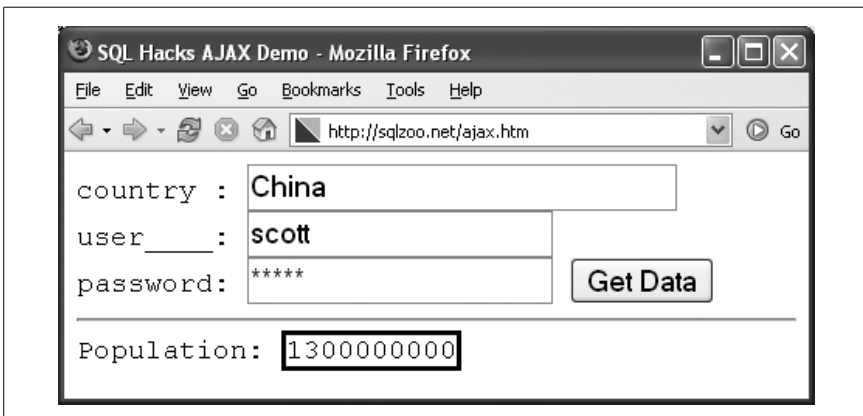 SQL Hacks AJAX Demo - Mozilla Firefox
File Edit View Go Bookmarks Tools Help
http://sqlzoo.net/ajax.htm Go
country : China
user____: scott
password: ***** Get Data
Population: 1300000000